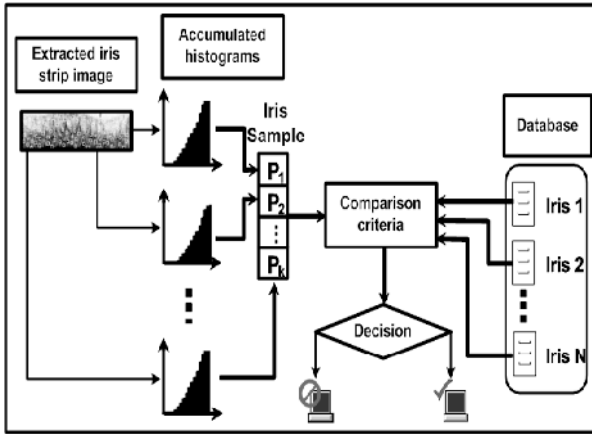 Extracted iris
strip image
Accumulated
histograms
Iris
Sample
P1
P2
Pk
Comparison
criteria
Decision
Database
Iris 1
Iris 2
Iris N